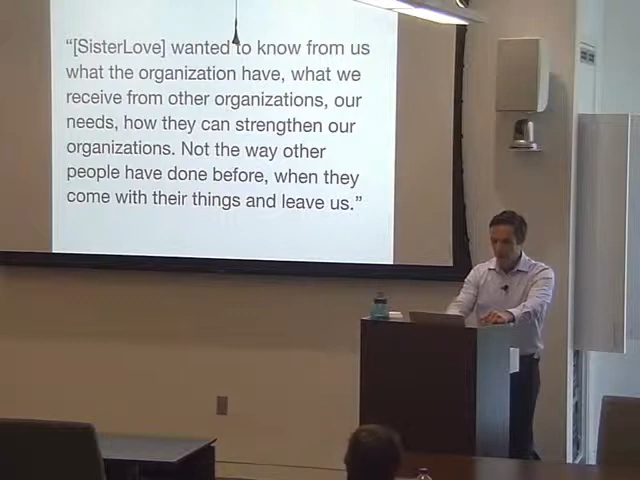 “[SisterLove] wanted to know from us
what the organization have, what we
receive from other organizations, our
needs, how they can strengthen our
organizations. Not the way other
people have done before, when they
come with their things and leave us.”